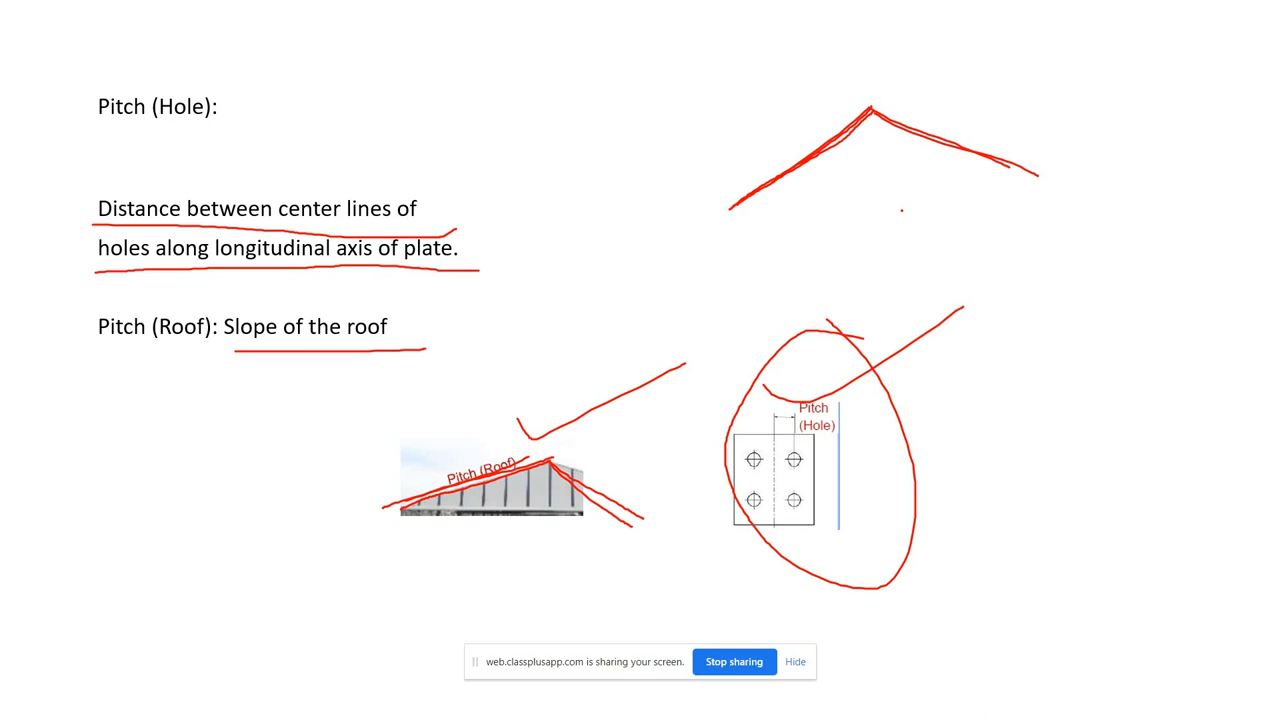 Pitch (Hole):
Distance between center lines of
holes along longitudinal axis of plate.
Pitch (Roof): Slope of the roof
Pitch (Roof)
Pitch
(Hole)
web.classplusapp.com is sharing your screen.
Stop sharing
Hide